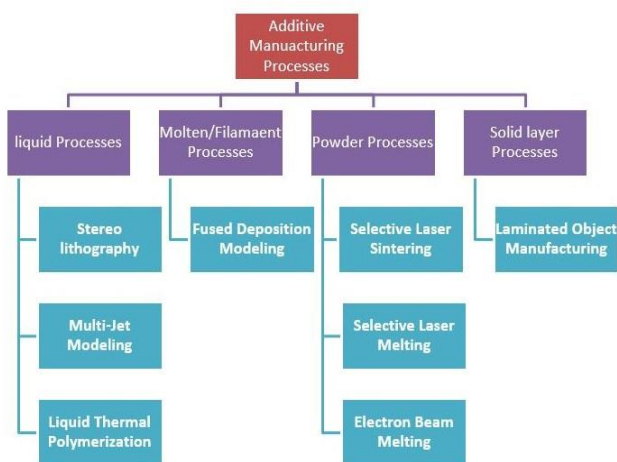 Additive
Manuacturing
Processes
liquid Processes
Molten/Filamaent
Processes
Powder Processes
Solid layer
Processes
Stereo
lithography
Fused Deposition
Modeling
Selective Laser
Sintering
Laminated Object
Manufacturing
Multi-Jet
Modeling
Selective Laser
Melting
Liquid Thermal
Polymerization
Electron Beam
Melting